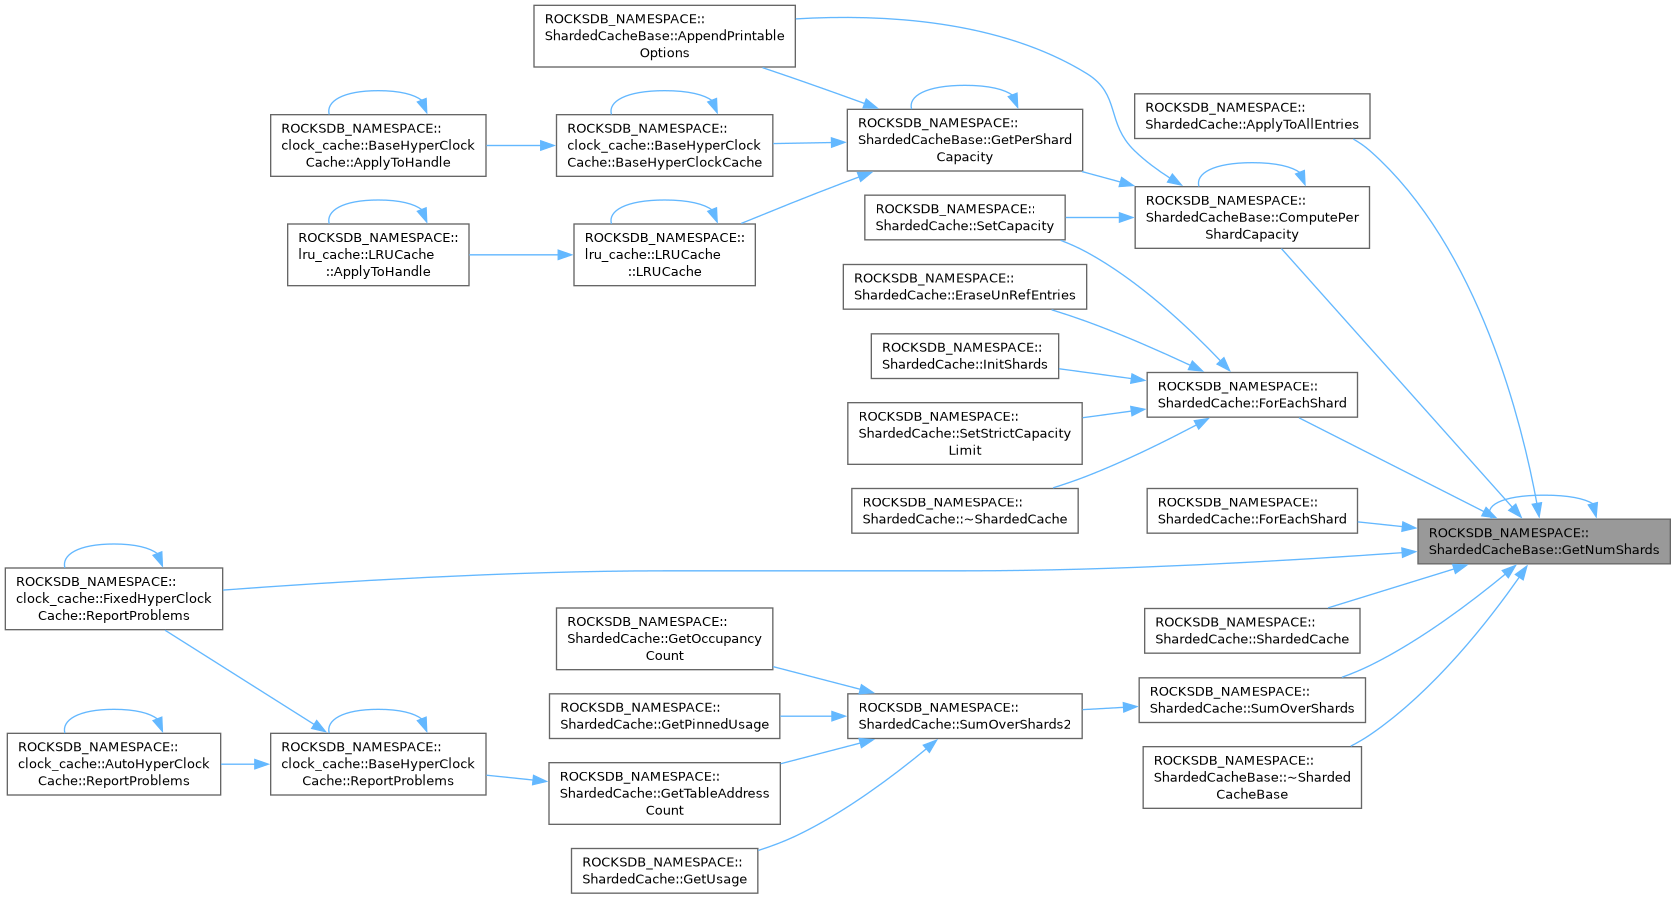 ROCKSDB_NAMESPACE::
ShardedCacheBase::AppendPrintable
Options
ROCKSDB_NAMESPACE::
clock_cache::BaseHyperClock
Cache::ApplyToHandle
ROCKSDB_NAMESPACE::
clock_cache::BaseHyperClock
Cache::BaseHyperClockCache
ROCKSDB_NAMESPACE::
ShardedCacheBase::GetPerShard
Capacity
ROCKSDB_NAMESPACE::
ShardedCache::ApplyToAllEntries
ROCKSDB_NAMESPACE::
lru_cache::LRUCache
::ApplyToHandle
ROCKSDB_NAMESPACE::
lru_cache::LRUCache
::LRUCache
ROCKSDB_NAMESPACE::
ShardedCache::SetCapacity
ROCKSDB_NAMESPACE::
ShardedCacheBase::ComputePer
ShardCapacity
ROCKSDB_NAMESPACE::
ShardedCache::EraseUnRefEntries
ROCKSDB_NAMESPACE::
ShardedCache::InitShards
ROCKSDB_NAMESPACE::
ShardedCache::ForEachShard
ROCKSDB_NAMESPACE::
ShardedCache::SetStrictCapacity
Limit
ROCKSDB_NAMESPACE::
ShardedCache::~ShardedCache
ROCKSDB_NAMESPACE::
ShardedCache::ForEachShard
ROCKSDB_NAMESPACE::
ShardedCacheBase::GetNumShards
ROCKSDB_NAMESPACE::
clock_cache::FixedHyperClock
Cache::ReportProblems
ROCKSDB_NAMESPACE::
ShardedCache::GetOccupancy
Count
ROCKSDB_NAMESPACE::
ShardedCache::ShardedCache
ROCKSDB_NAMESPACE::
ShardedCache::GetPinnedUsage
ROCKSDB_NAMESPACE::
ShardedCache::SumOverShards2
ROCKSDB_NAMESPACE::
ShardedCache::SumOverShards
ROCKSDB_NAMESPACE::
clock_cache::AutoHyperClock
Cache::ReportProblems
ROCKSDB_NAMESPACE::
clock_cache::BaseHyperClock
Cache::ReportProblems
ROCKSDB_NAMESPACE::
ShardedCache::GetTableAddress
Count
ROCKSDB_NAMESPACE::
ShardedCacheBase::~Sharded
CacheBase
ROCKSDB_NAMESPACE::
ShardedCache::GetUsage